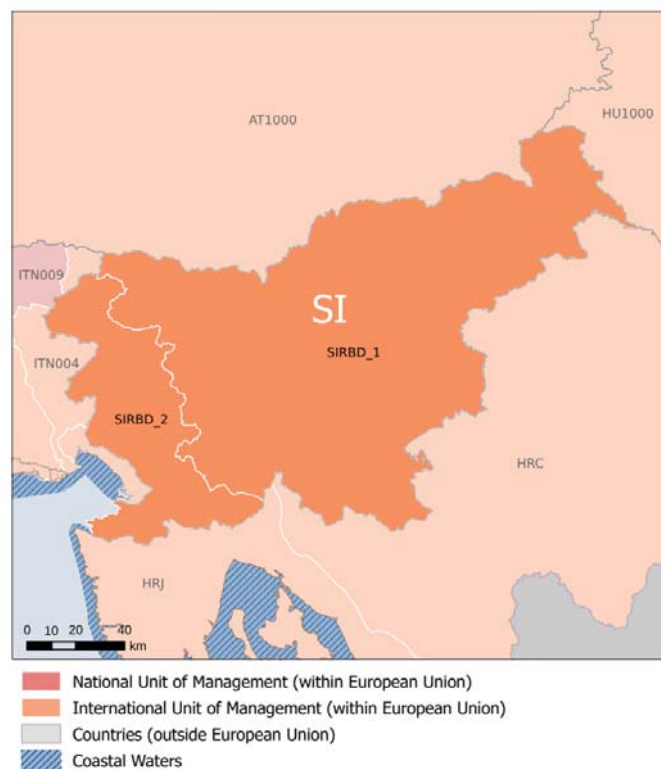 AT1000
HU1000
ITN009
SI
SIRBD_1
ITN004
SIRBD_2
HRC
HRJ
0 10 20 40
km
National Unit of Management (within European Union)
International Unit of Management (within European Union)
Countries (outside European Union)
Coastal Waters